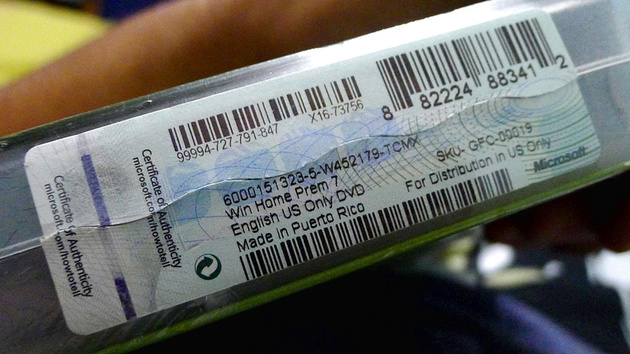 Certificate of Authenticity
microsoft.com/howtotell
Certificate of Authenticity
microsoft.com/howtotell
99994-727-791-847
X16-73756
8 82224 88341 2
6000151323-5-W452179-TCMX
Win Home Prem 7
SKU- GFC-00019
English US Only DVD
For Distribution in US Only
Made in Puerto Rico
Microsoft